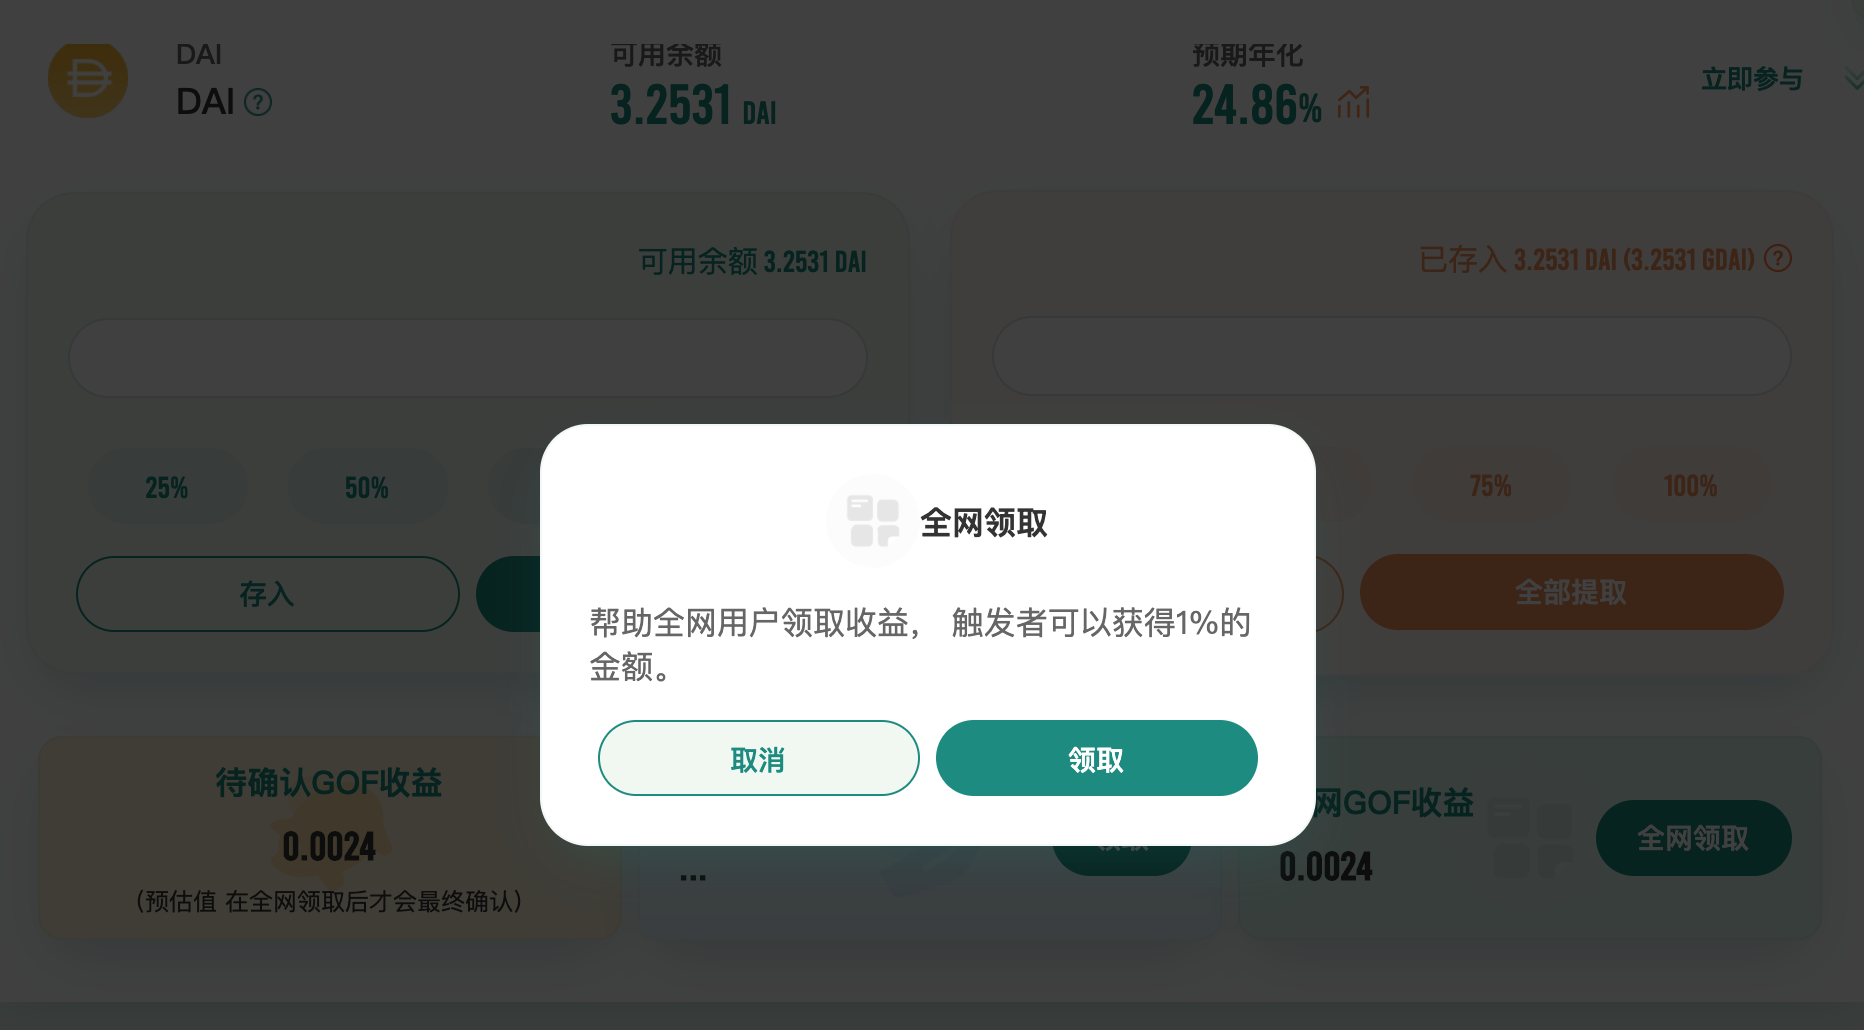 DAI
DAI ?
可用余额
3.2531 DAI
预期年化
24.86%
立即参与
可用余额 3.2531 DAI
已存入 3.2531 DAI (3.2531 GDAI) ?
25%
50%
75%
100%
存入
全部提取
全网领取
帮助全网用户领取收益， 触发者可以获得1%的
金额。
取消
领取
待确认GOF收益
0.0024
（预估值 在全网领取后才会最终确认）
...
网GOF收益
0.0024
全网领取